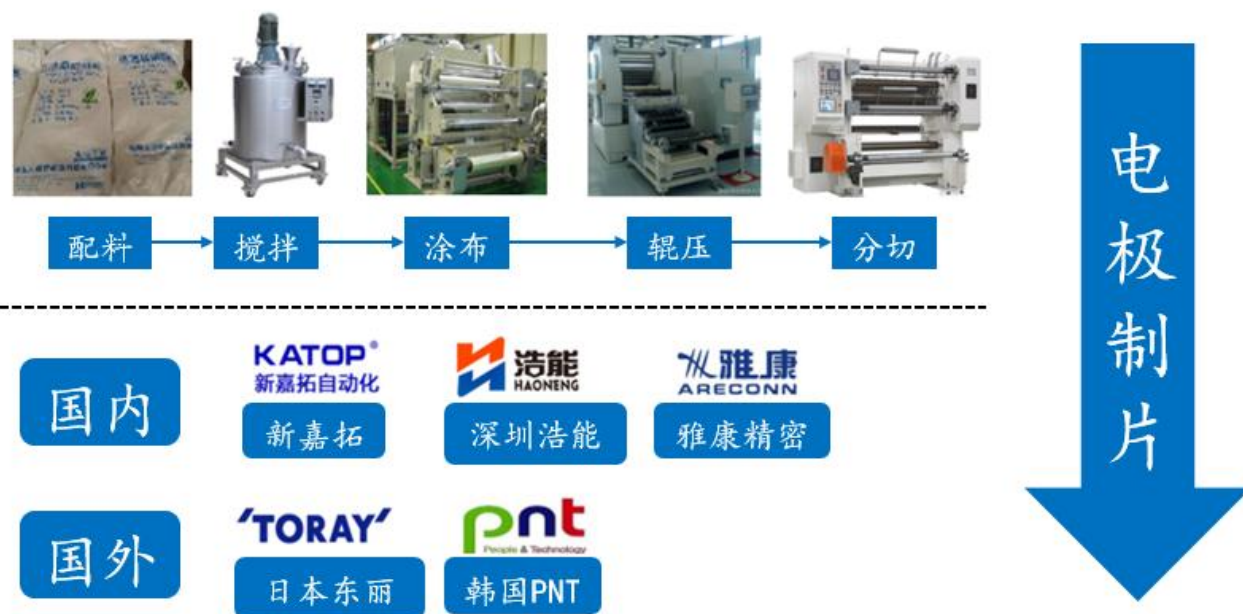 配料
搅拌
涂布
辊压
分切
电极制片
国内
KATOP®
新嘉拓自动化
新嘉拓
浩能
HAONENG
深圳浩能
雅康
ARECONN
雅康精密
国外
'TORAY'
日本东丽
pnt
People & Technology
韩国PNT